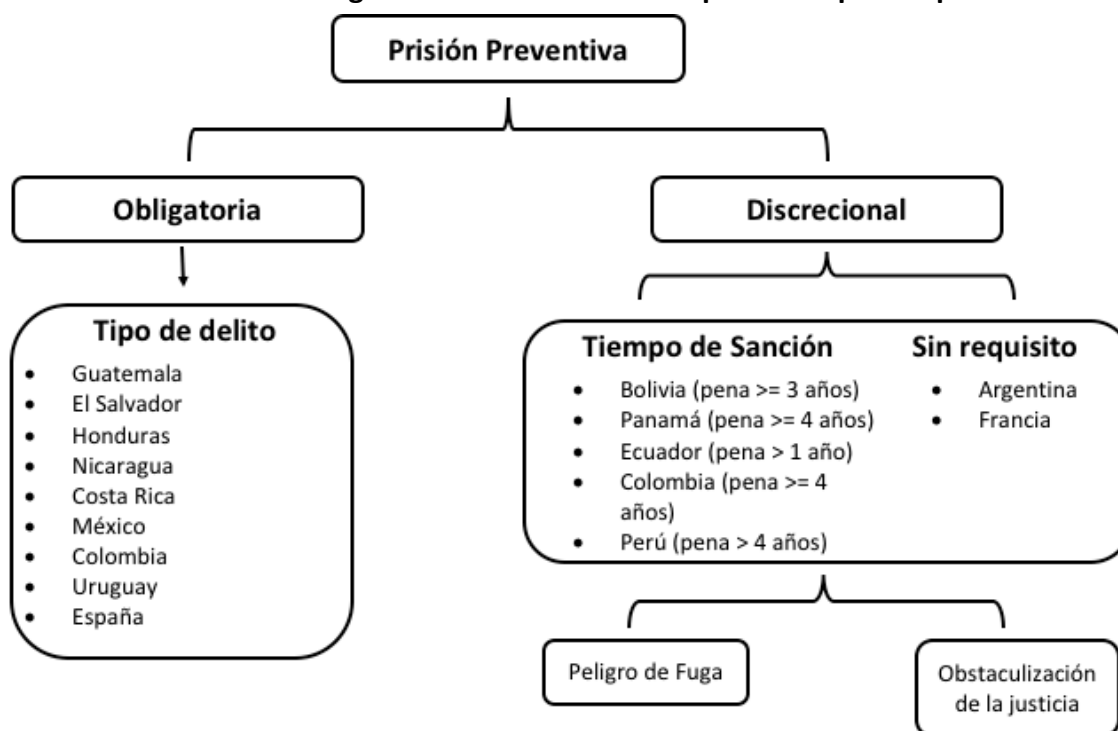 Prisión Preventiva
Obligatoria
Discrecional
Tipo de delito
• Guatemala
• El Salvador
• Honduras
• Nicaragua
• Costa Rica
• México
• Colombia
• Uruguay
• España
Tiempo de Sanción
• Bolivia (pena >= 3 años)
• Panamá (pena >= 4 años)
• Ecuador (pena > 1 año)
• Colombia (pena >= 4
años)
• Perú (pena > 4 años)
Sin requisito
• Argentina
• Francia
Peligro de Fuga
Obstaculización
de la justicia